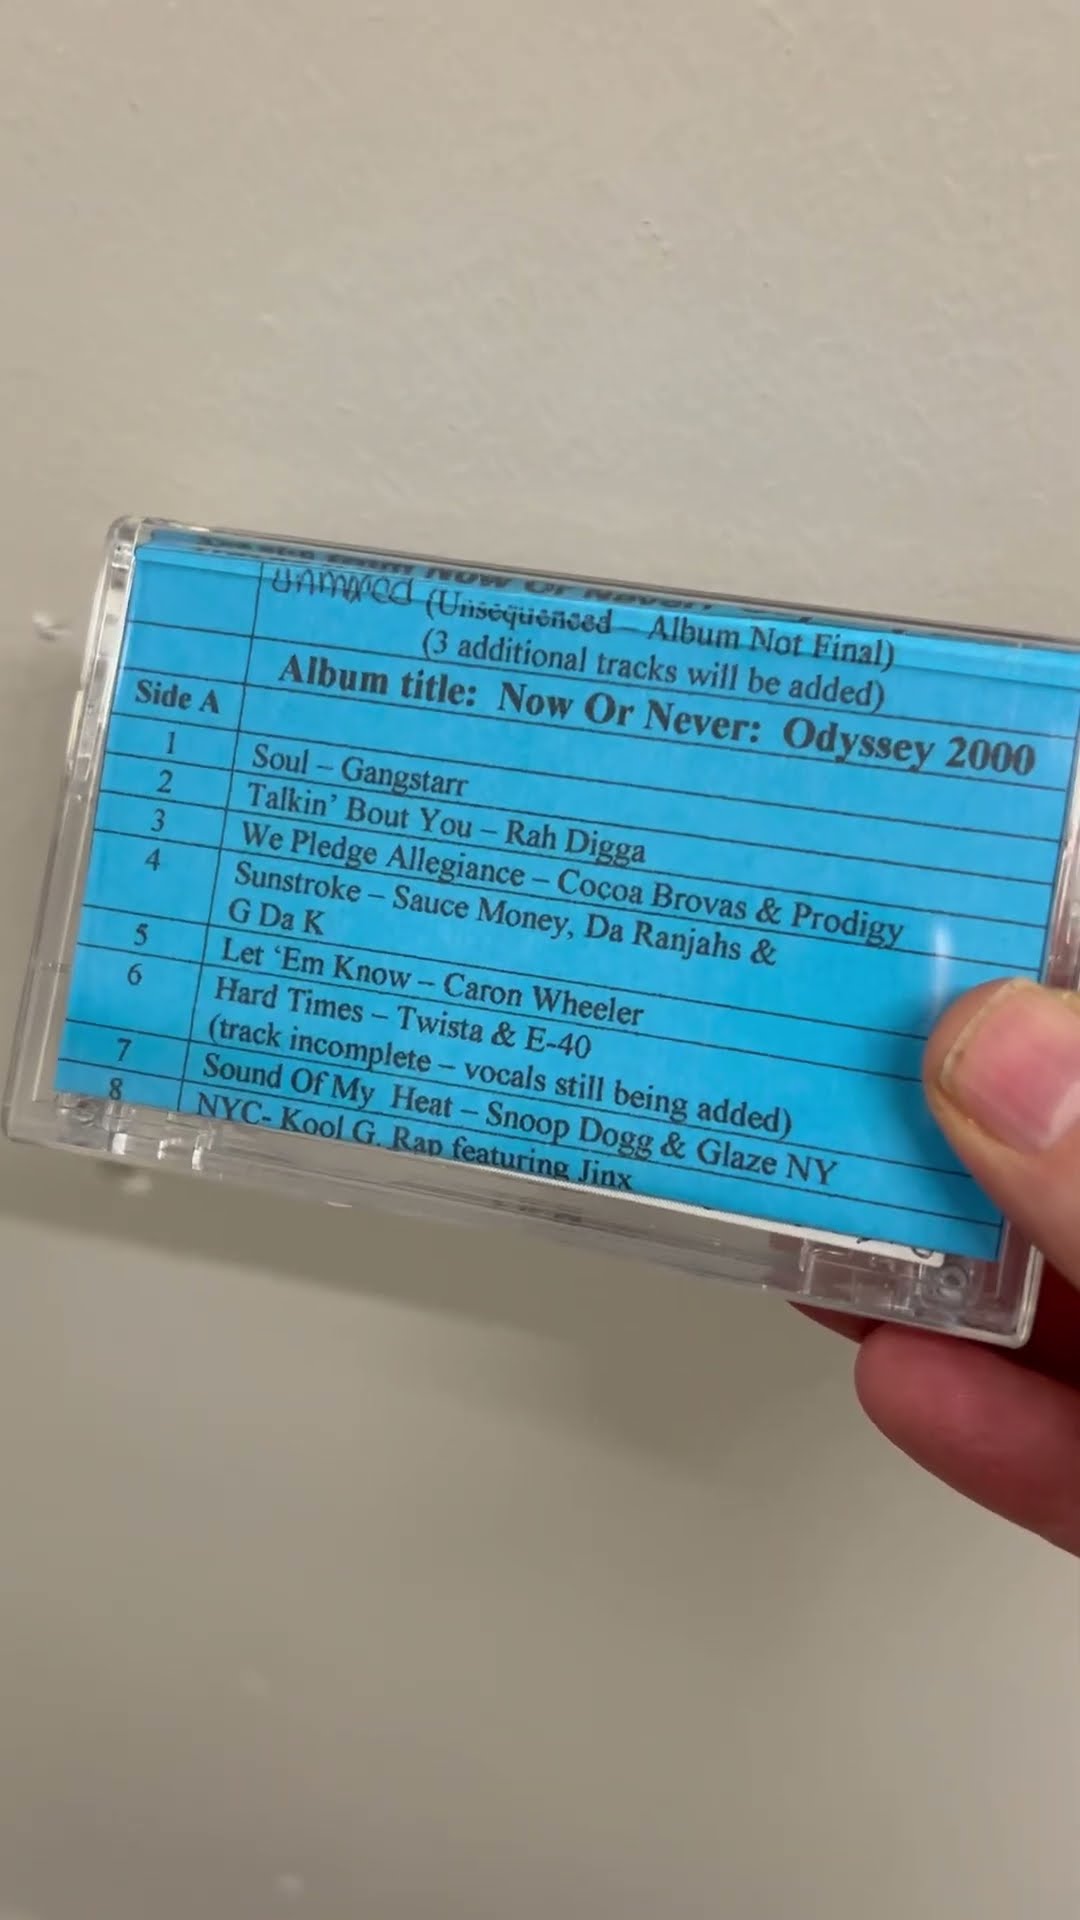 unmixed (Unsequenced – Album Not Final)
(3 additional tracks will be added)
Album title: Now Or Never: Odyssey 2000
Side A
1 Soul – Gangstarr
2 Talkin' Bout You – Rah Digga
3 We Pledge Allegiance – Cocoa Brovas & Prodigy
4 Sunstroke – Sauce Money, Da Ranjahs &
G Da K
5 Let 'Em Know – Caron Wheeler
6 Hard Times – Twista & E-40
(track incomplete – vocals still being added)
7 Sound Of My Heat – Snoop Dogg & Glaze NY
8 NYC- Kool G. Rap featuring Jinx